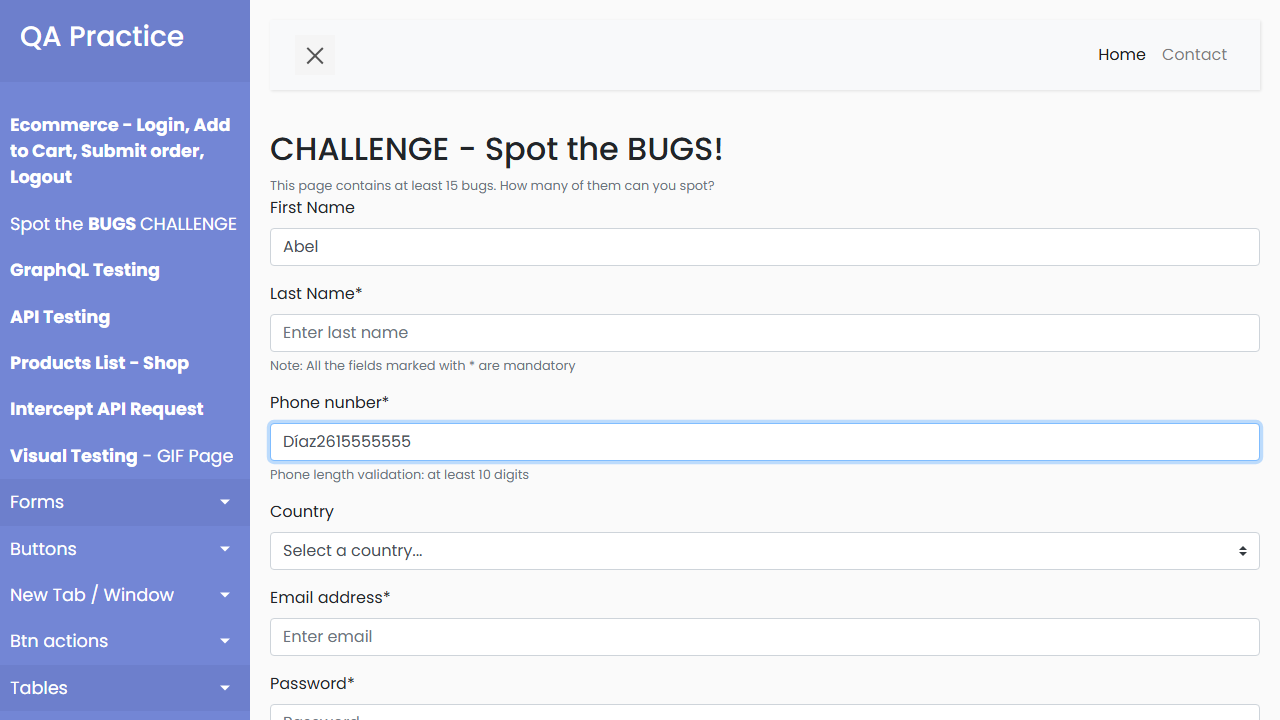 QA Practice
Ecommerce - Login, Add
to Cart, Submit order,
Logout
Spot the BUGS CHALLENGE
GraphQL Testing
API Testing
Products List - Shop
Intercept API Request
Visual Testing - GIF Page
Forms
Buttons
New Tab / Window
Btn actions
Tables
Home Contact
CHALLENGE - Spot the BUGS!
This page contains at least 15 bugs. How many of them can you spot?
First Name
Abel
Last Name*
Enter last name
Note: All the fields marked with * are mandatory
Phone nunber*
Díaz2615555555
Phone length validation: at least 10 digits
Country
Select a country...
Email address*
Enter email
Password*
Password